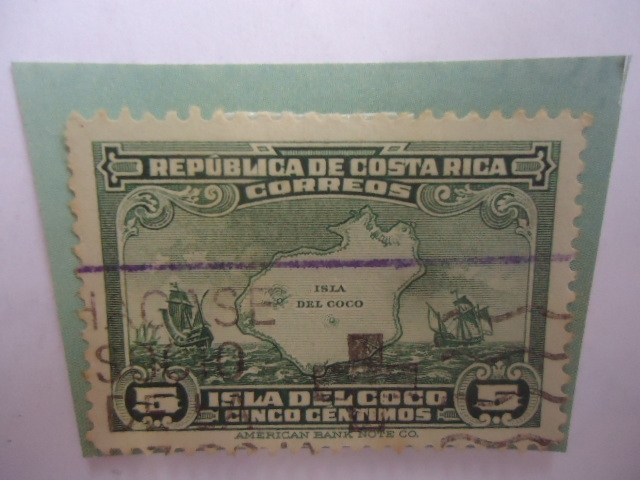 REPÚBLICA DE COSTA RICA
CORREOS
ISLA
DEL COCO
5 ISLA DEL COCO 5
CINCO CENTIMOS
AMERICAN BANK NOTE CO.